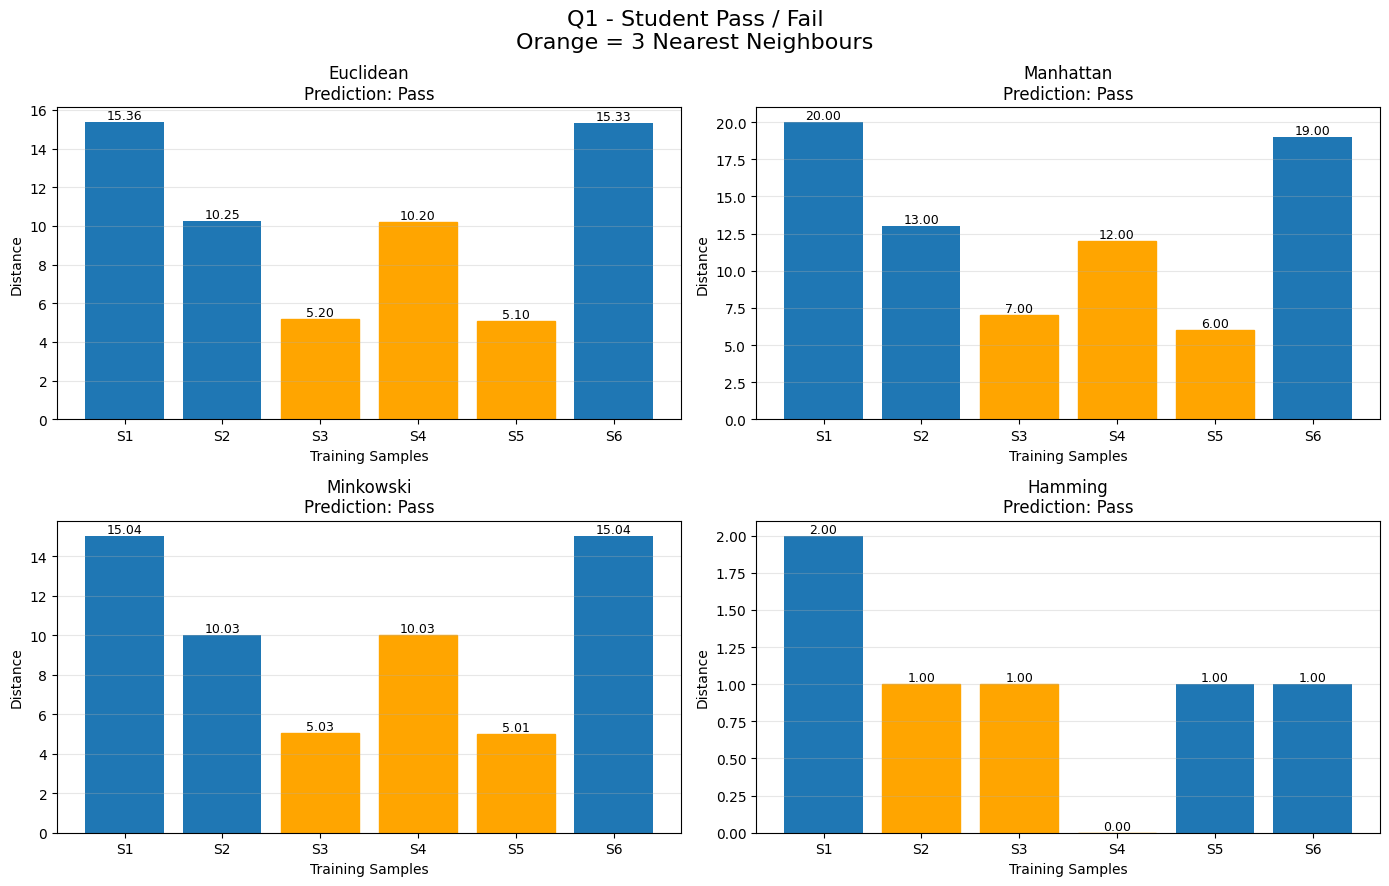 Q1 - Student Pass / Fail
Orange = 3 Nearest Neighbours
Euclidean
Prediction: Pass
16
14
12
10
8
6
4
2
0
Distance
15.36
10.25
5.20
10.20
5.10
15.33
S1 S2 S3 S4 S5 S6
Training Samples
Manhattan
Prediction: Pass
20.0
17.5
15.0
12.5
10.0
7.5
5.0
2.5
0.0
Distance
20.00
13.00
7.00
12.00
6.00
19.00
S1 S2 S3 S4 S5 S6
Training Samples
Minkowski
Prediction: Pass
14
12
10
8
6
4
2
0
Distance
15.04
10.03
5.03
10.03
5.01
15.04
S1 S2 S3 S4 S5 S6
Training Samples
Hamming
Prediction: Pass
2.00
1.75
1.50
1.25
1.00
0.75
0.50
0.25
0.00
Distance
2.00
1.00
1.00
0.00
1.00
1.00
S1 S2 S3 S4 S5 S6
Training Samples